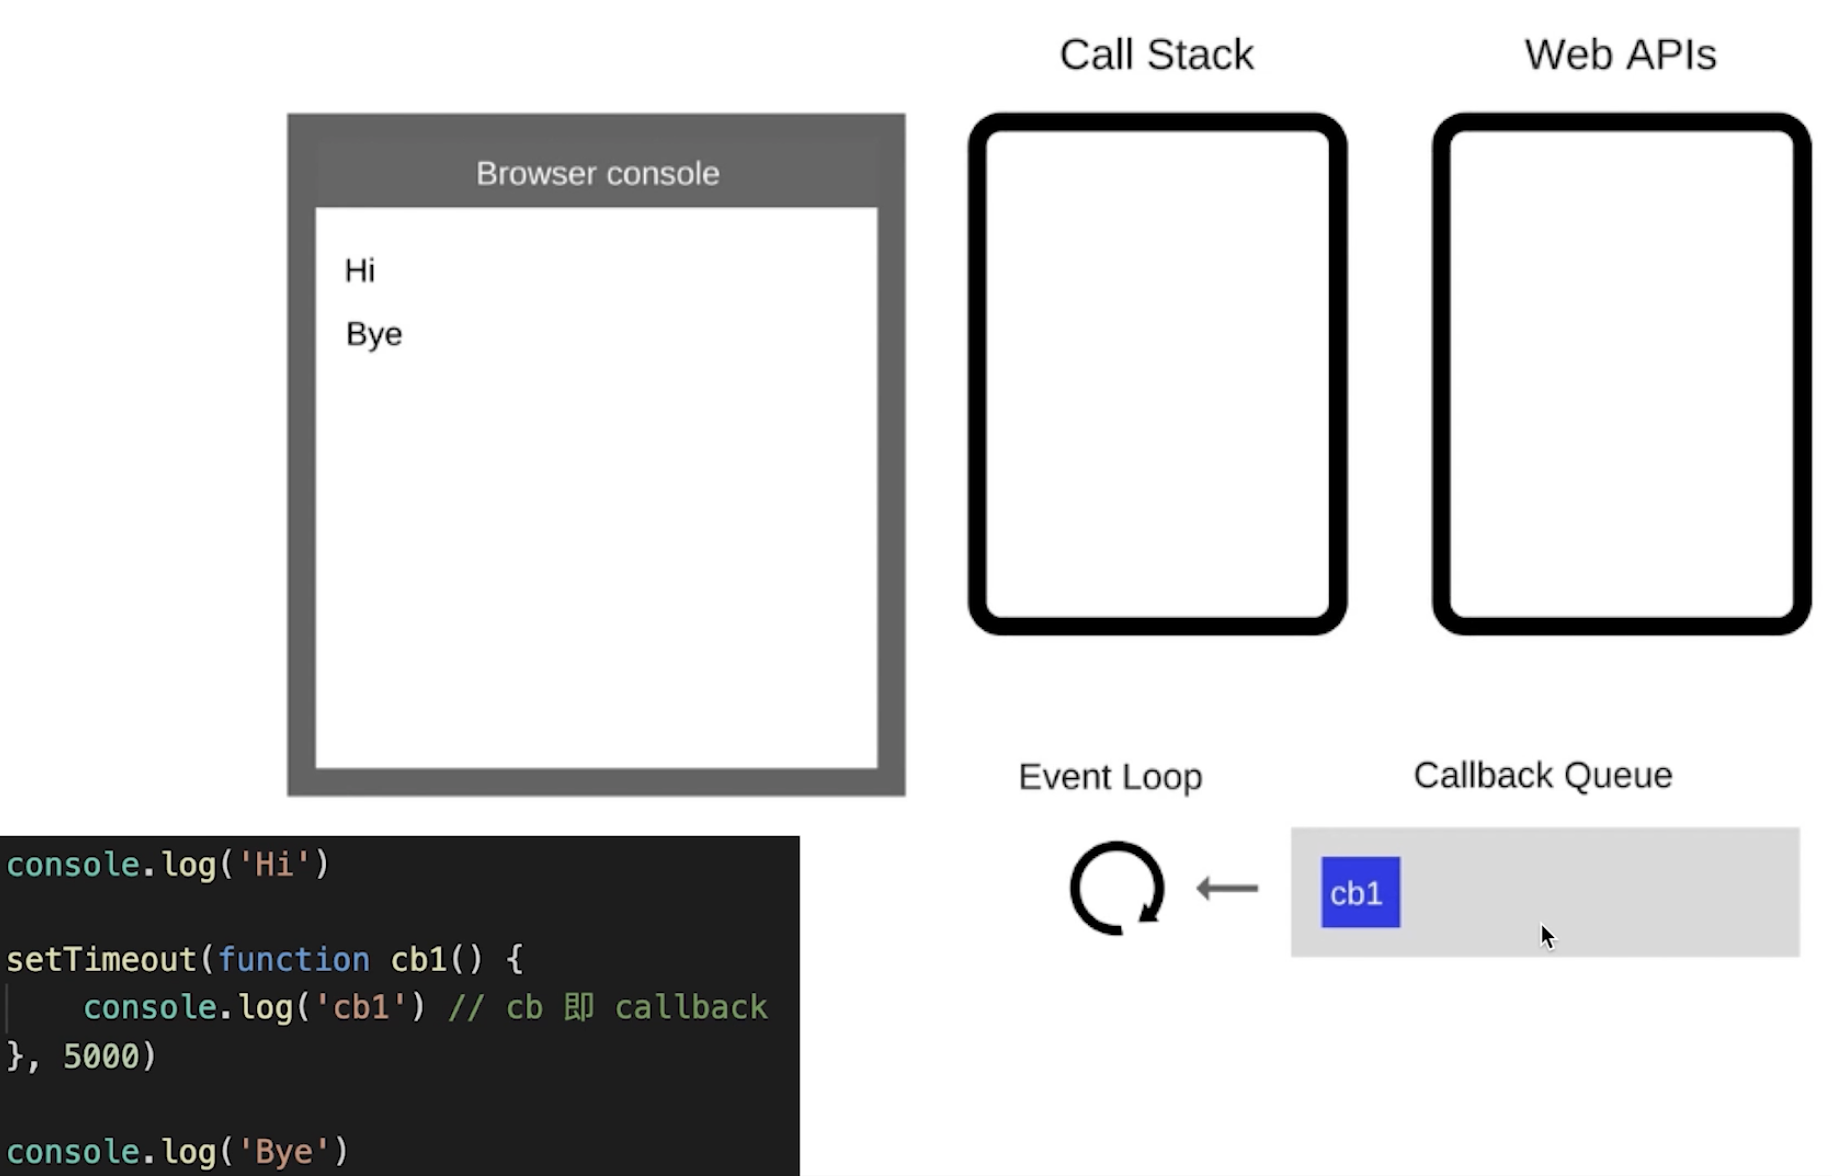 Call Stack
Web APIs
Browser console
Hi
Bye
Event Loop
Callback Queue
cb1
console.log('Hi')
setTimeout(function cb1() {
    console.log('cb1') // cb 即 callback
}, 5000)
console.log('Bye')